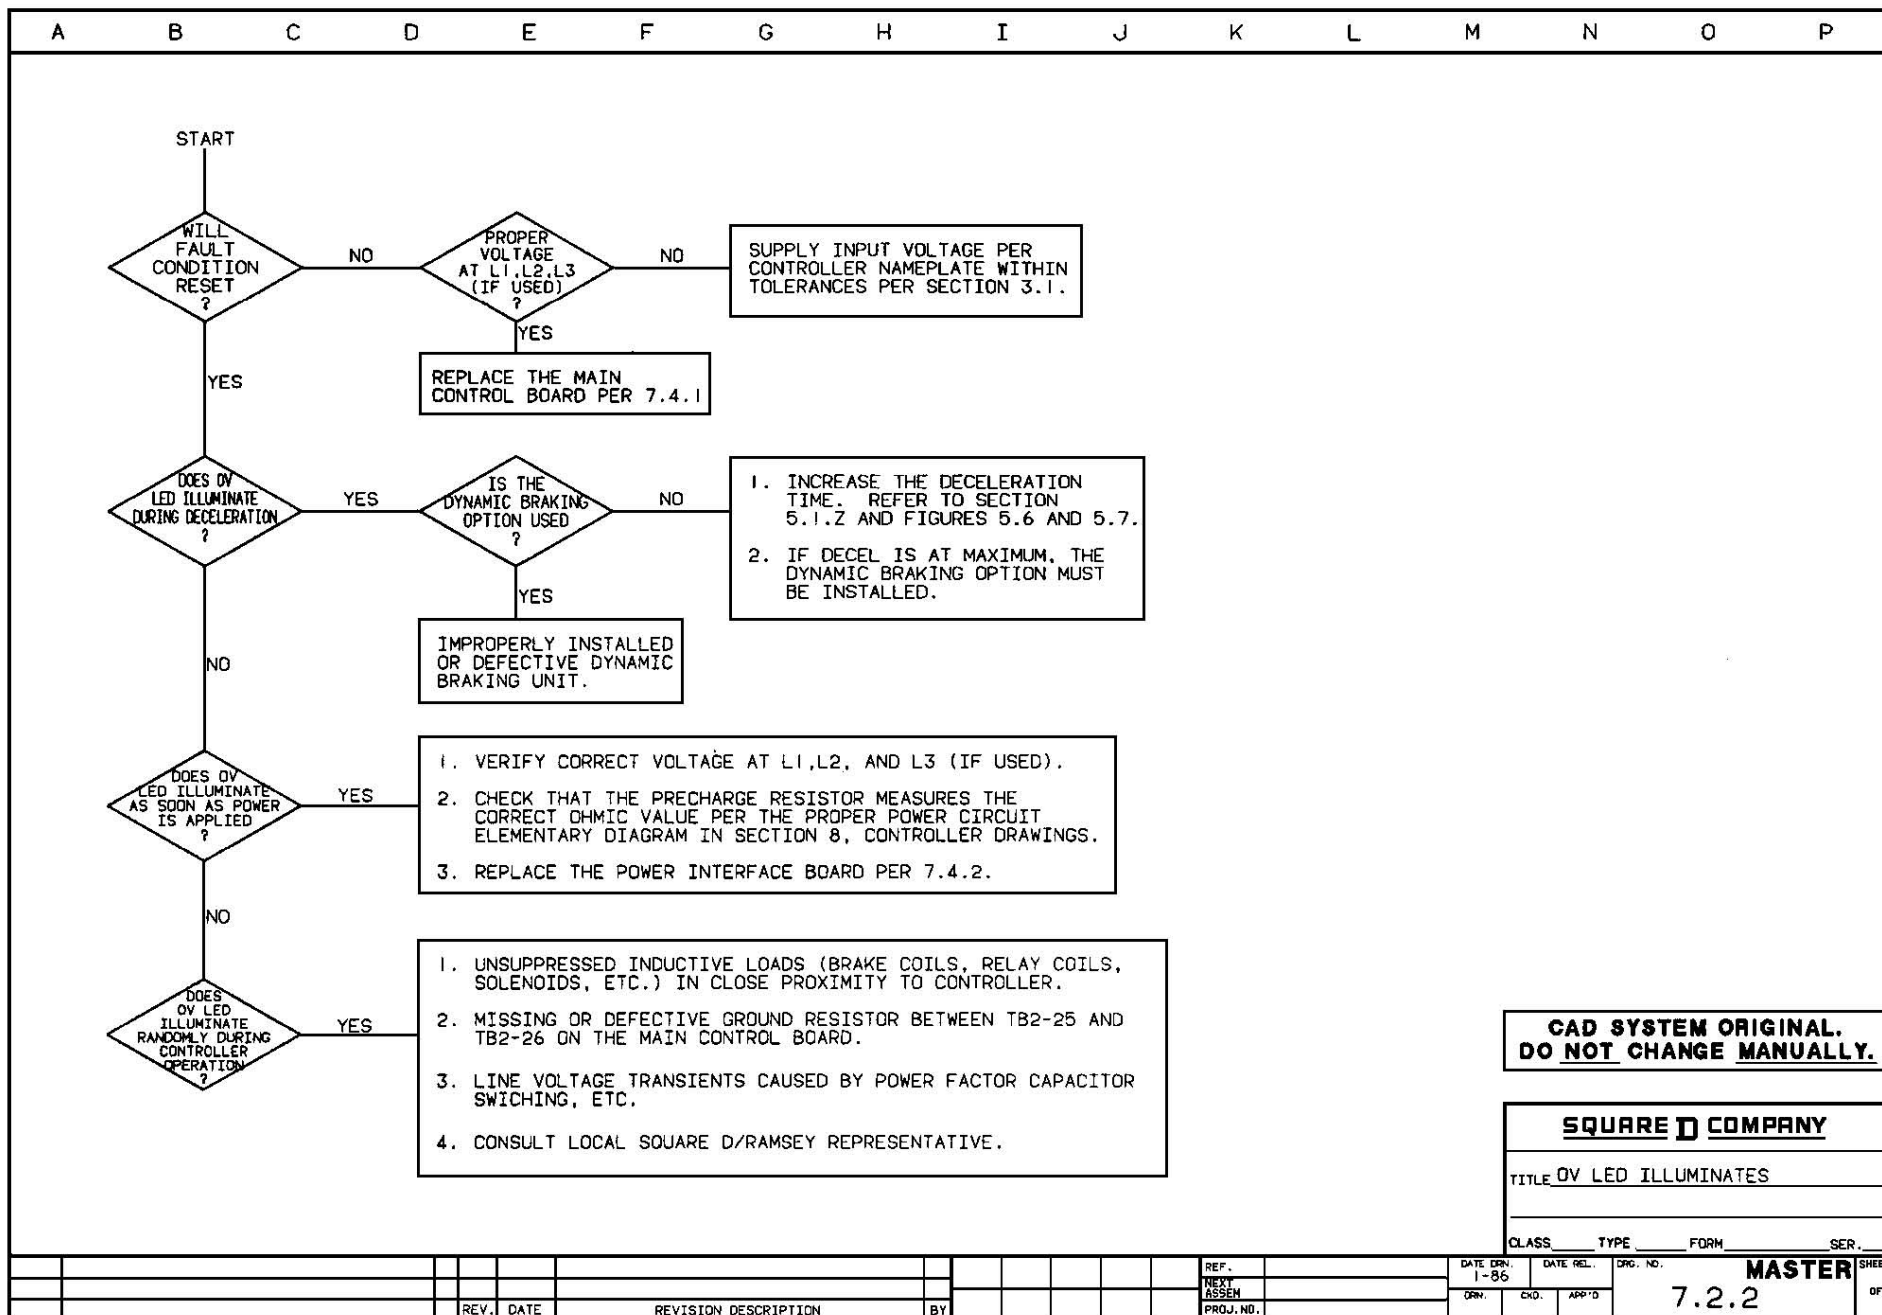 A B C D E F G H I J K L M N O P
START
WILL
FAULT
CONDITION
RESET
?
NO
PROPER
VOLTAGE
AT L1,L2,L3
(IF USED)
?
NO
SUPPLY INPUT VOLTAGE PER
CONTROLLER NAMEPLATE WITHIN
TOLERANCES PER SECTION 3.1.
YES
REPLACE THE MAIN
CONTROL BOARD PER 7.4.1
YES
DOES OV
LED ILLUMINATE
DURING DECELERATION
?
YES
IS THE
DYNAMIC BRAKING
OPTION USED
?
NO
1. INCREASE THE DECELERATION
TIME. REFER TO SECTION
5.1.Z AND FIGURES 5.6 AND 5.7.
2. IF DECEL IS AT MAXIMUM, THE
DYNAMIC BRAKING OPTION MUST
BE INSTALLED.
YES
IMPROPERLY INSTALLED
OR DEFECTIVE DYNAMIC
BRAKING UNIT.
NO
DOES OV
LED ILLUMINATE
AS SOON AS POWER
IS APPLIED
?
YES
1. VERIFY CORRECT VOLTAGE AT L1,L2, AND L3 (IF USED).
2. CHECK THAT THE PRECHARGE RESISTOR MEASURES THE
CORRECT OHMIC VALUE PER THE PROPER POWER CIRCUIT
ELEMENTARY DIAGRAM IN SECTION 8, CONTROLLER DRAWINGS.
3. REPLACE THE POWER INTERFACE BOARD PER 7.4.2.
NO
DOES
OV LED
ILLUMINATE
RANDOMLY DURING
CONTROLLER
OPERATION
?
YES
1. UNSUPPRESSED INDUCTIVE LOADS (BRAKE COILS, RELAY COILS,
SOLENOIDS, ETC.) IN CLOSE PROXIMITY TO CONTROLLER.
2. MISSING OR DEFECTIVE GROUND RESISTOR BETWEEN TB2-25 AND
TB2-26 ON THE MAIN CONTROL BOARD.
3. LINE VOLTAGE TRANSIENTS CAUSED BY POWER FACTOR CAPACITOR
SWICHING, ETC.
4. CONSULT LOCAL SQUARE D/RAMSEY REPRESENTATIVE.
CAD SYSTEM ORIGINAL.
DO NOT CHANGE MANUALLY.
SQUARE D COMPANY
TITLE OV LED ILLUMINATES
CLASS TYPE FORM SER.
REV. DATE REVISION DESCRIPTION BY
REF.
NEXT
ASSEM
PROJ. NO.
DATE DRN.
1-86
DATE REL.
DRN. CKD. APP'D
DRG. NO.
MASTER
7.2.2
SHEE
OF